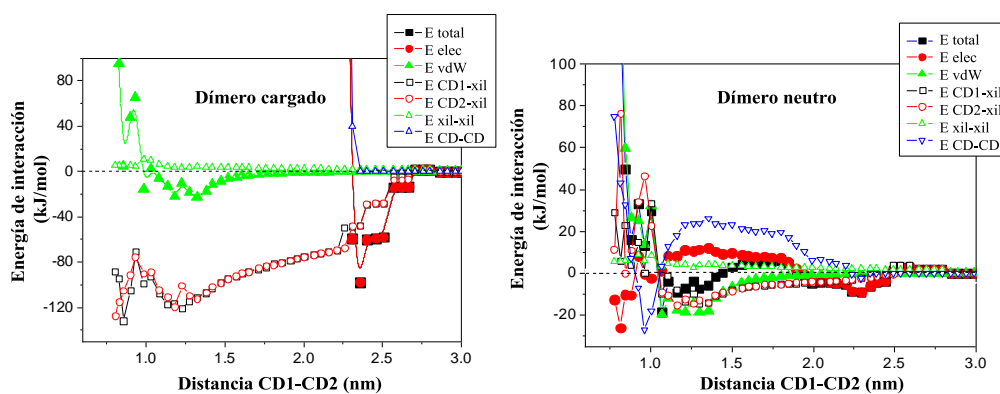 E total
E elec
E vdW
E CD1-xil
E CD2-xil
E xil-xil
E CD-CD
Dímero cargado
80
40
0
-40
-80
-120
1.0
1.5
2.0
2.5
3.0
Energía de interacción
(kJ/mol)
Distancia CD1-CD2 (nm)
E total
E elec
E vdW
E CD1-xil
E CD2-xil
E xil-xil
E CD-CD
Dímero neutro
100
80
60
40
20
0
-20
1.0
1.5
2.0
2.5
3.0
Energía de interacción
(kJ/mol)
Distancia CD1-CD2 (nm)